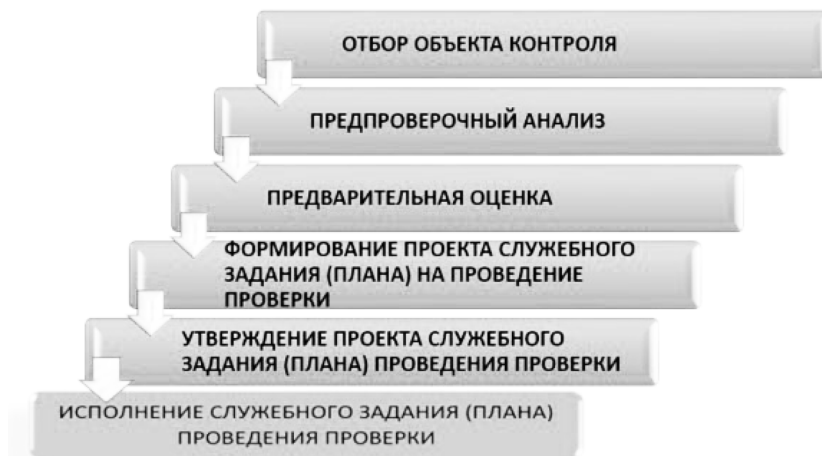 ОТБОР ОБЪЕКТА КОНТРОЛЯ
ПРЕДПРОВЕРОЧНЫЙ АНАЛИЗ
ПРЕДВАРИТЕЛЬНАЯ ОЦЕНКА
ФОРМИРОВАНИЕ ПРОЕКТА СЛУЖЕБНОГО
ЗАДАНИЯ (ПЛАНА) НА ПРОВЕДЕНИЕ
ПРОВЕРКИ
УТВЕРЖДЕНИЕ ПРОЕКТА СЛУЖЕБНОГО
ЗАДАНИЯ (ПЛАНА) ПРОВЕДЕНИЯ ПРОВЕРКИ
ИСПОЛНЕНИЕ СЛУЖЕБНОГО ЗАДАНИЯ (ПЛАНА)
ПРОВЕДЕНИЯ ПРОВЕРКИ